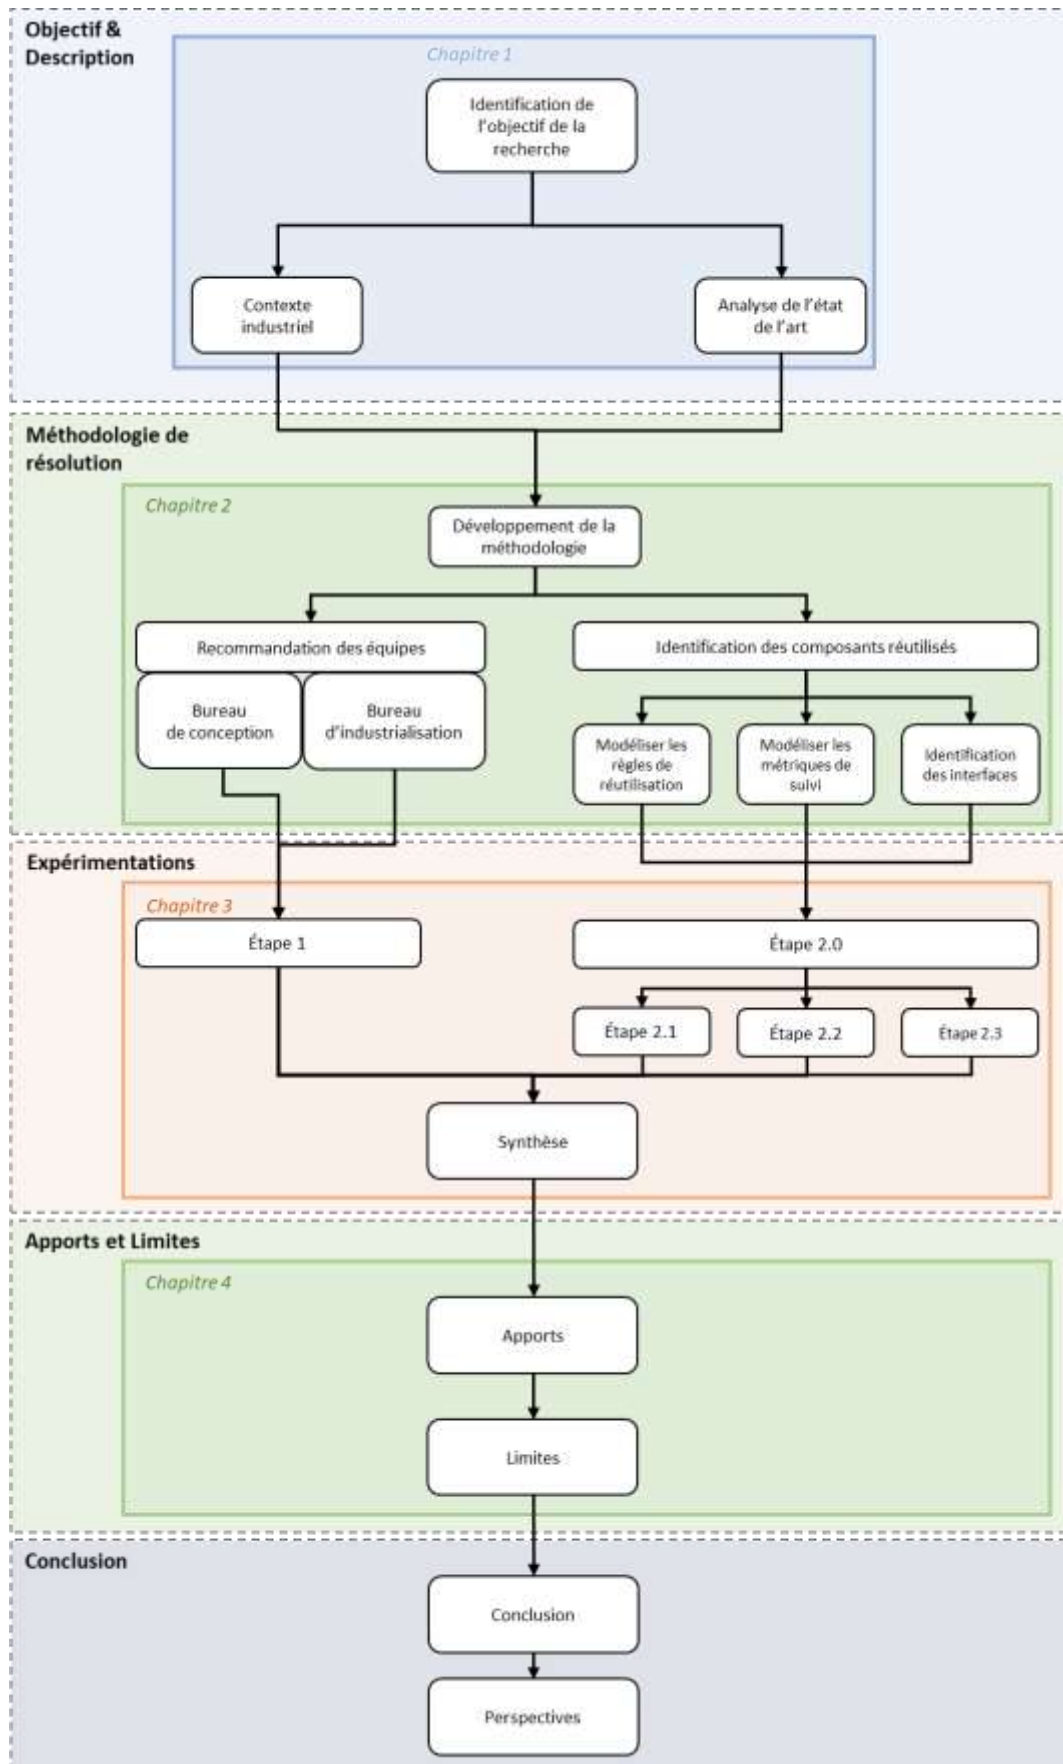 Objectif &
Description
Chapitre 1
Identification de
l'objectif de la
recherche
Contexte
industriel
Analyse de l'état
de l'art
Méthodologie de
résolution
Chapitre 2
Développement de la
méthodologie
Recommandation des équipes
Identification des composants réutilisés
Bureau
de conception
Bureau
d'industrialisation
Modéliser les
règles de
réutilisation
Modéliser les
métriques de
suivi
Identification
des interfaces
Expérimentations
Chapitre 3
Étape 1
Étape 2.0
Étape 2.1
Étape 2.2
Étape 2.3
Synthèse
Apports et Limites
Chapitre 4
Apports
Limites
Conclusion
Conclusion
Perspectives